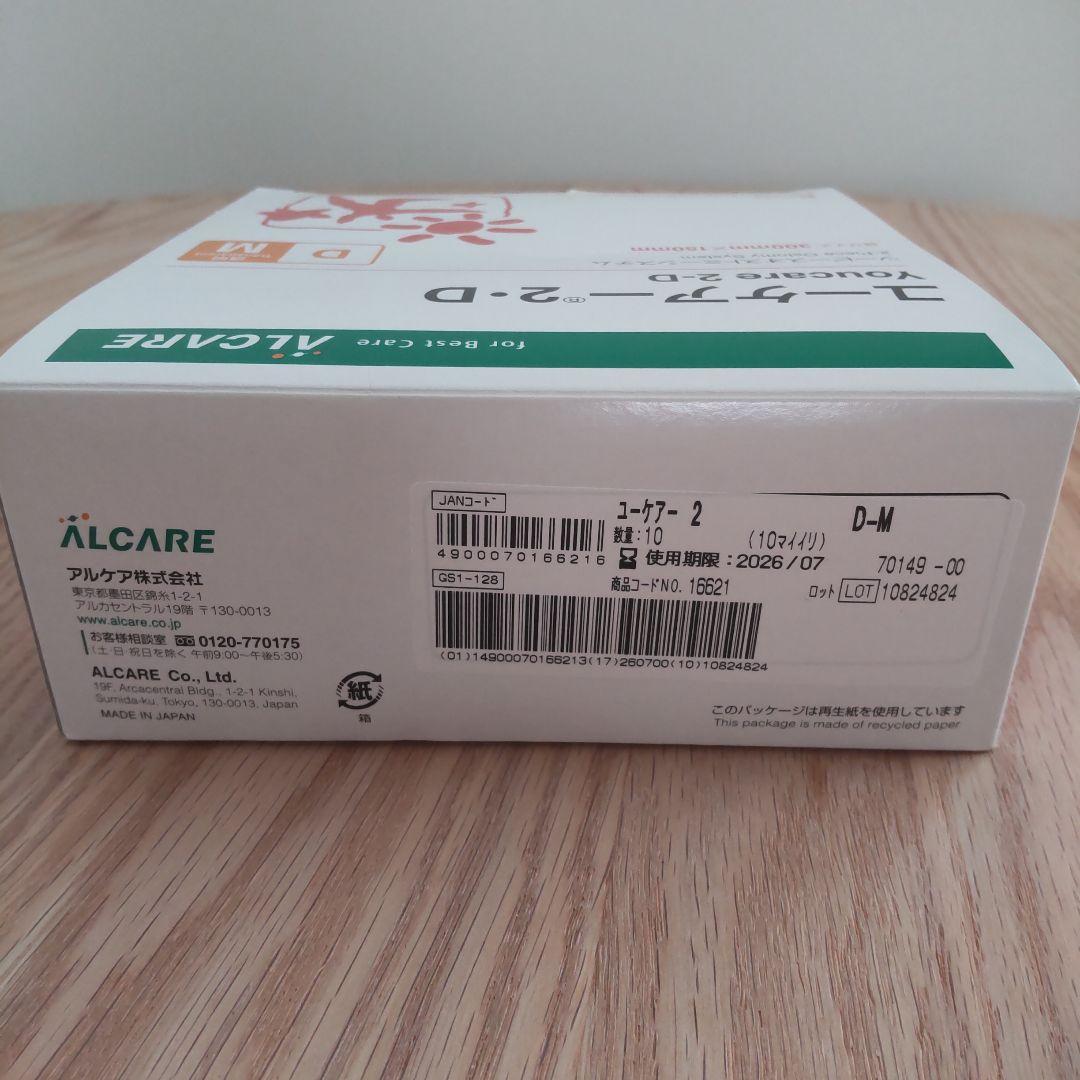 D
M
300mm×150mm
Youcare 2-D
ユーケアー®2・D
ALCARE for Best Care
ALCARE
アルケア株式会社
東京都墨田区錦糸1-2-1
アルカセントラル19階 〒130-0013
www.alcare.co.jp
お客様相談室 0120-770175
(土・日・祝日を除く 午前9:00〜午後5:30)
ALCARE Co., Ltd.
19F, Arcacentral Bldg., 1-2-1 Kinshi,
Sumida-ku, Tokyo, 130-0013, Japan
MADE IN JAPAN
紙
箱
JANコード
4900070166216
ユーケアー 2 D-M
数量:10 (10マイイリ)
使用期限:2026/07 70149-00
GS1-128
商品コードNO. 16621 ロット LOT 10824824
(01)14900070166213(17)260700(10)10824824
このパッケージは再生紙を使用しています
This package is made of recycled paper